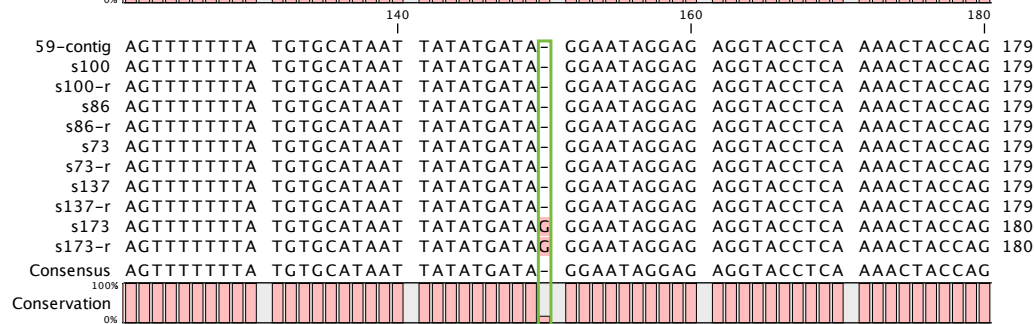 0%
140 160 180
59-contig AGTTTTTTTA TGTGCATAAT TATATGATA- GGAATAGGAG AGGTACCTCA AAACTACCAG 179
s100 AGTTTTTTTA TGTGCATAAT TATATGATA- GGAATAGGAG AGGTACCTCA AAACTACCAG 179
s100-r AGTTTTTTTA TGTGCATAAT TATATGATA- GGAATAGGAG AGGTACCTCA AAACTACCAG 179
s86 AGTTTTTTTA TGTGCATAAT TATATGATA- GGAATAGGAG AGGTACCTCA AAACTACCAG 179
s86-r AGTTTTTTTA TGTGCATAAT TATATGATA- GGAATAGGAG AGGTACCTCA AAACTACCAG 179
s73 AGTTTTTTTA TGTGCATAAT TATATGATA- GGAATAGGAG AGGTACCTCA AAACTACCAG 179
s73-r AGTTTTTTTA TGTGCATAAT TATATGATA- GGAATAGGAG AGGTACCTCA AAACTACCAG 179
s137 AGTTTTTTTA TGTGCATAAT TATATGATA- GGAATAGGAG AGGTACCTCA AAACTACCAG 179
s137-r AGTTTTTTTA TGTGCATAAT TATATGATA- GGAATAGGAG AGGTACCTCA AAACTACCAG 179
s173 AGTTTTTTTA TGTGCATAAT TATATGATAG GGAATAGGAG AGGTACCTCA AAACTACCAG 180
s173-r AGTTTTTTTA TGTGCATAAT TATATGATAG GGAATAGGAG AGGTACCTCA AAACTACCAG 180
Consensus AGTTTTTTTA TGTGCATAAT TATATGATA- GGAATAGGAG AGGTACCTCA AAACTACCAG
100%
Conservation
0%